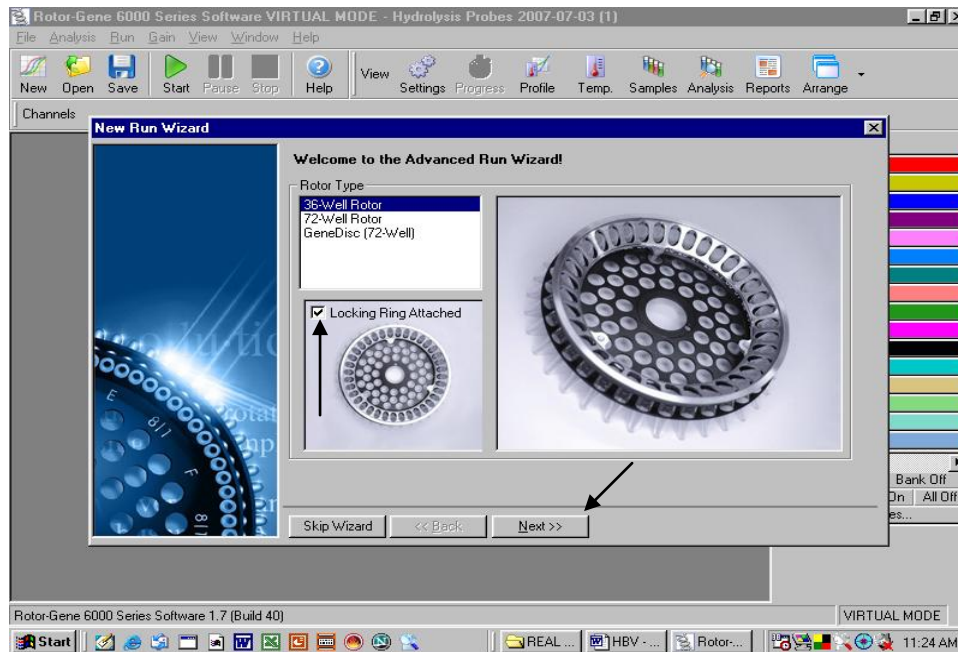 Rotor-Gene 6000 Series Software VIRTUAL MODE - Hydrolysis Probes 2007-07-03 (1)
File Analysis Run Gain View Window Help
New Open Save Start Pause Stop Help View Settings Progress Profile Temp. Samples Analysis Reports Arrange
Channels
New Run Wizard
Welcome to the Advanced Run Wizard!
Rotor Type
36-Well Rotor
72-Well Rotor
GeneDisc (72-Well)
Locking Ring Attached
Bank Off
On All Off
es...
Skip Wizard << Back Next >>
Rotor-Gene 6000 Series Software 1.7 (Build 40) VIRTUAL MODE
Start REAL ... HBV - ... Rotor-... 11:24 AM